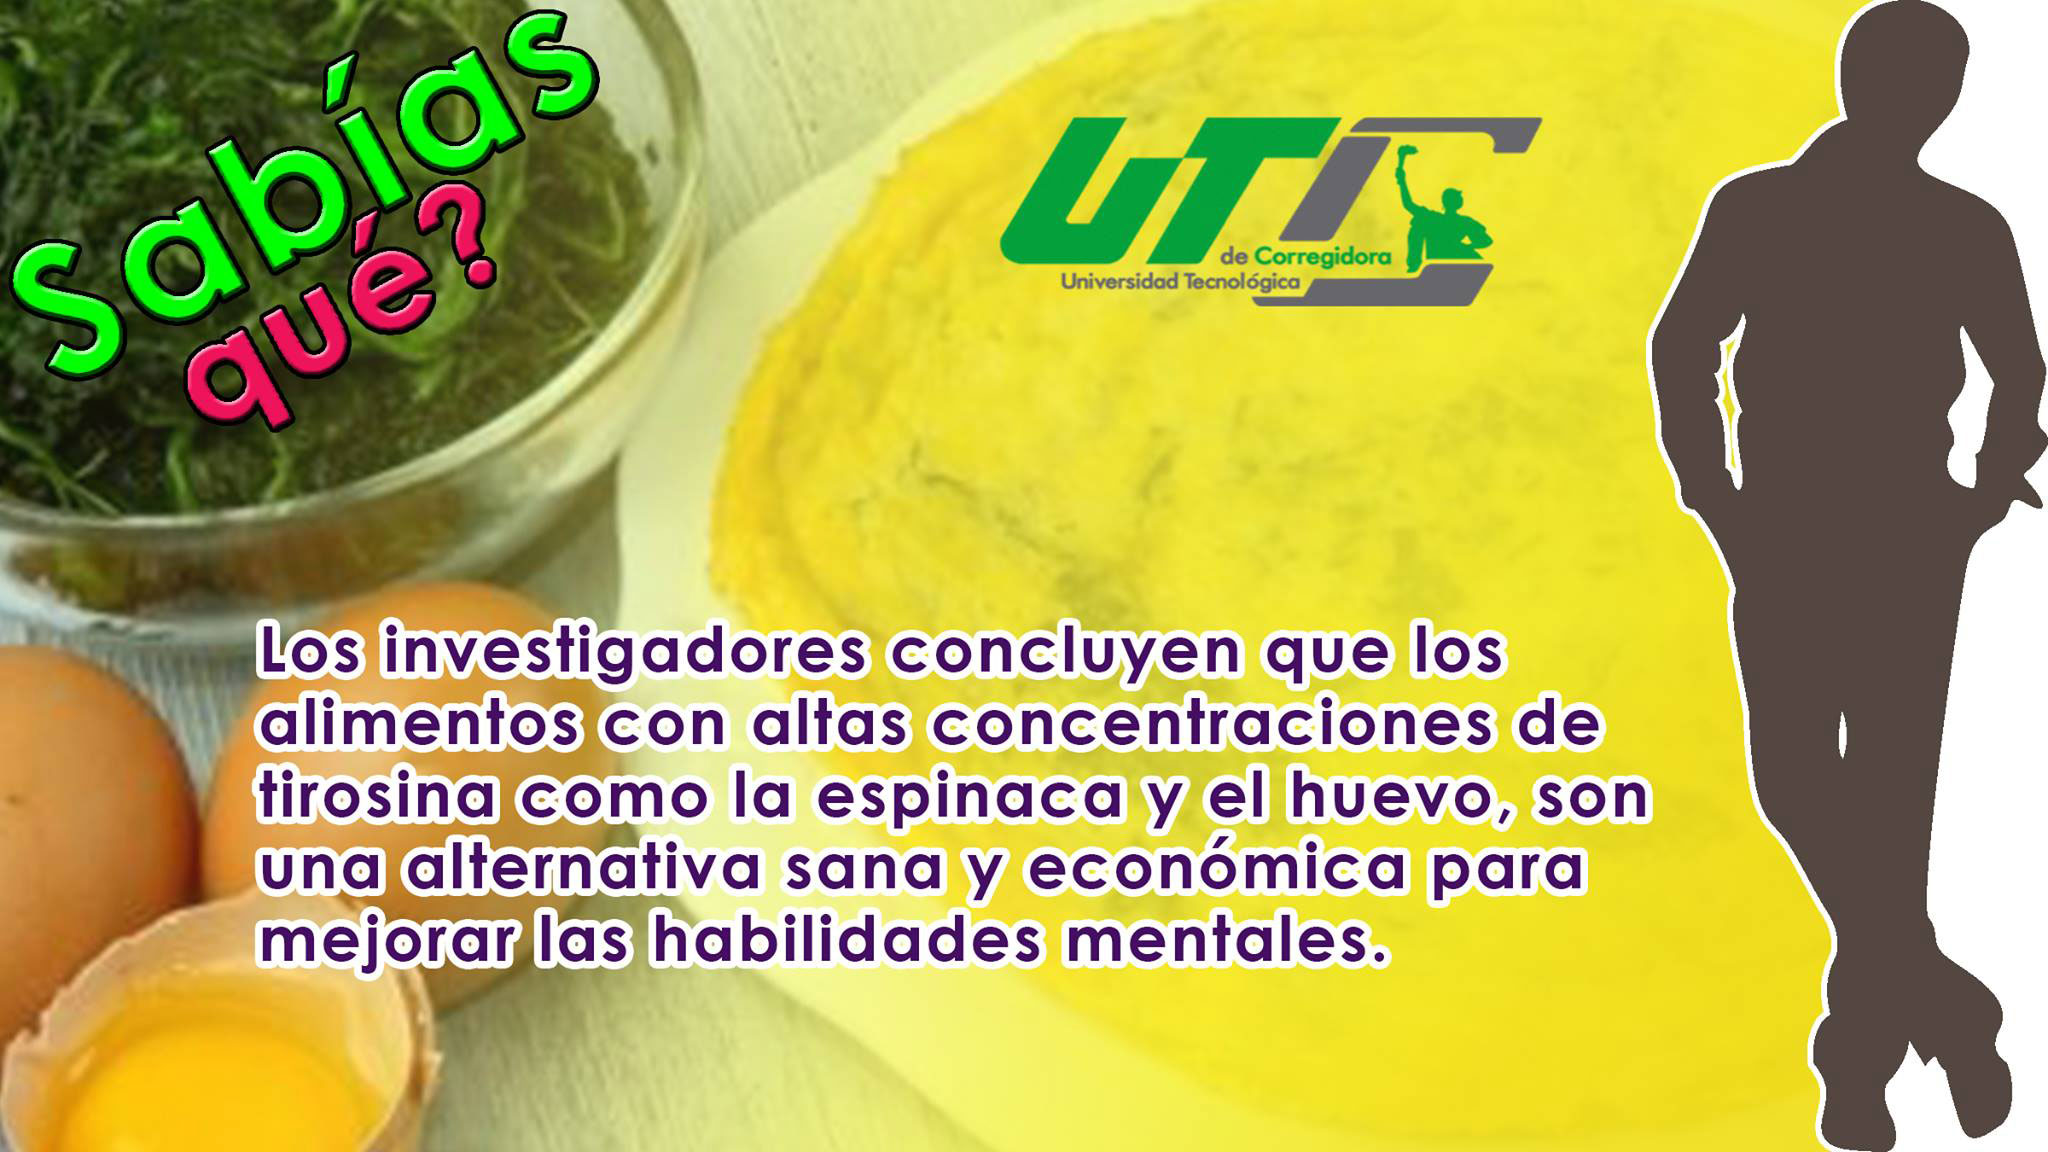 Sabías
qué?
UTC
de Corregidora
Universidad Tecnológica
Los investigadores concluyen que los
alimentos con altas concentraciones de
tirosina como la espinaca y el huevo, son
una alternativa sana y económica para
mejorar las habilidades mentales.